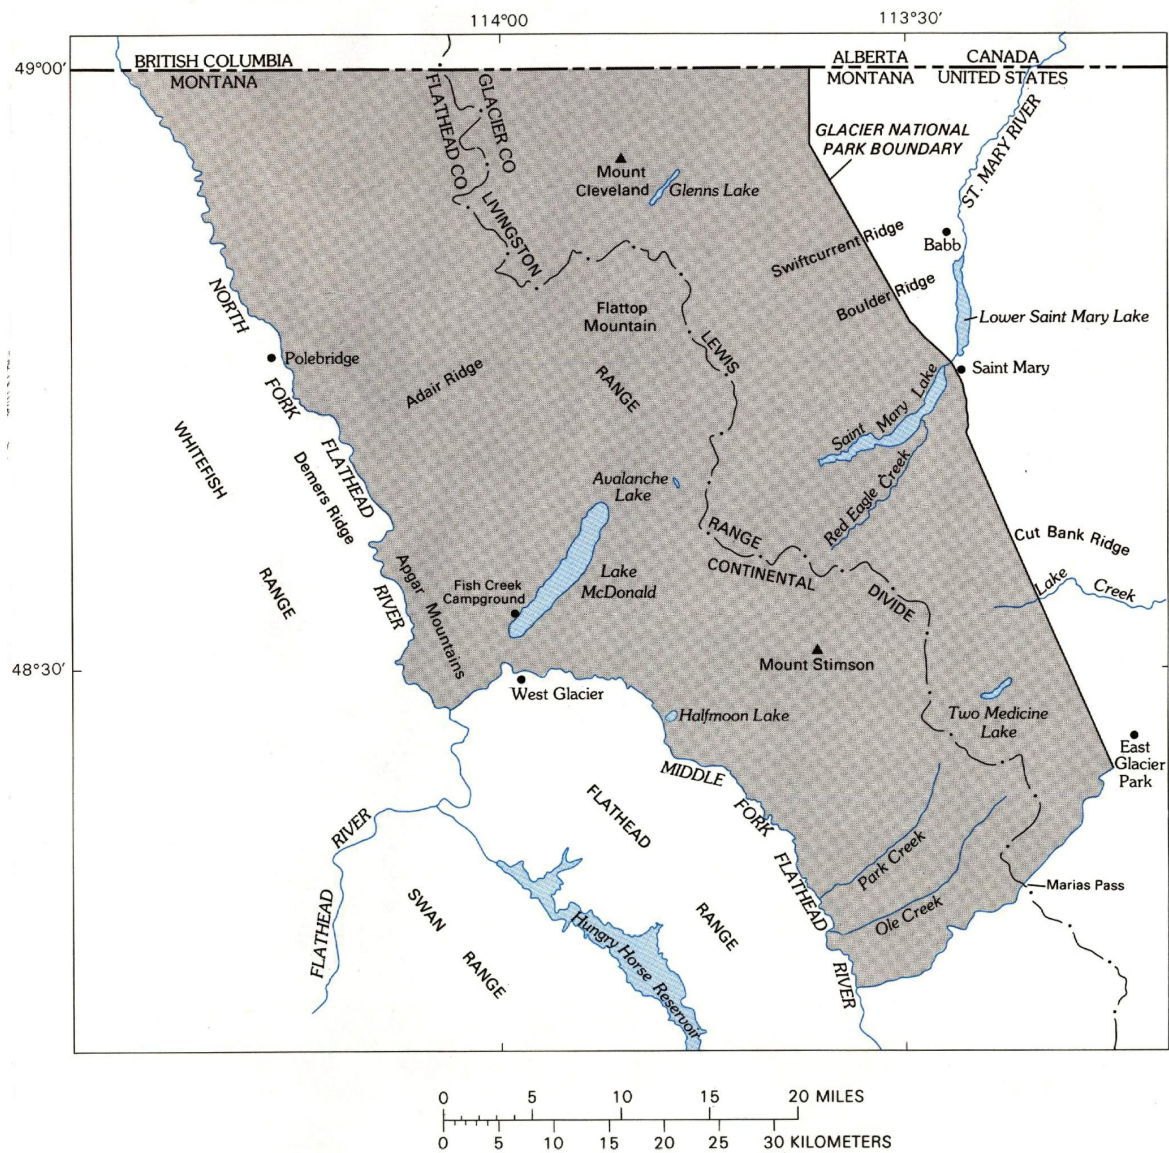 114°00
113°30'
49°00'
BRITISH COLUMBIA
MONTANA
ALBERTA
MONTANA
CANADA
UNITED STATES
FLATHEAD CO
GLACIER CO
GLACIER NATIONAL
PARK BOUNDARY
ST. MARY RIVER
Mount
Cleveland
Glenns Lake
LIVINGSTON
Swiftcurrent Ridge
Babb
Boulder Ridge
Lower Saint Mary Lake
NORTH
Flattop
Mountain
LEWIS
Polebridge
Adair Ridge
RANGE
Saint Mary
Saint Mary Lake
FORK
WHITEFISH
FLATHEAD
Demers Ridge
Avalanche
Lake
Red Eagle Creek
RANGE
CONTINENTAL
DIVIDE
Cut Bank Ridge
Lake Creek
RANGE
RIVER
Apgar Mountains
Fish Creek
Campground
Lake
McDonald
48°30'
Mount Stimson
West Glacier
Halfmoon Lake
Two Medicine
Lake
East
Glacier
Park
MIDDLE
FORK
FLATHEAD
RIVER
FLATHEAD
RANGE
RIVER
FLATHEAD
SWAN
RANGE
Hungry Horse Reservoir
Park Creek
Ole Creek
Marias Pass
0 5 10 15 20 MILES
0 5 10 15 20 25 30 KILOMETERS